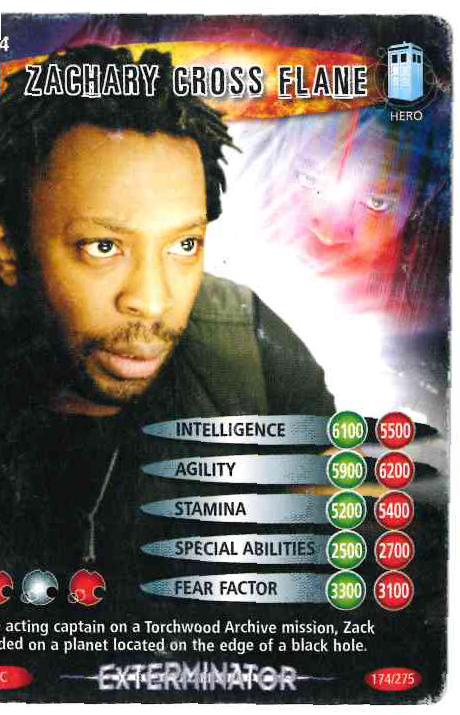 4
ZACHARY CROSS FLANE
HERO
INTELLIGENCE 6100 5500
AGILITY 5900 6200
STAMINA 5200 5400
SPECIAL ABILITIES 2500 2700
FEAR FACTOR 3300 3100
acting captain on a Torchwood Archive mission, Zack
ded on a planet located on the edge of a black hole.
C EXTERMINATOR 174/275